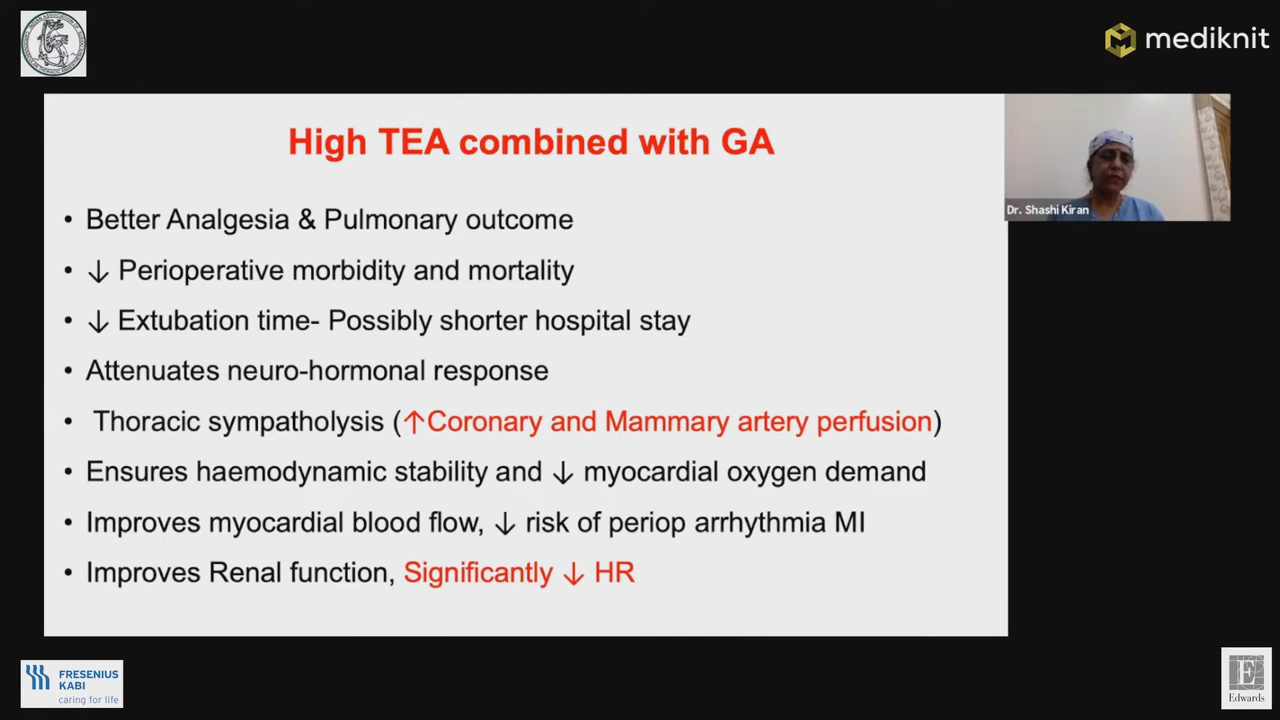 mediknit
High TEA combined with GA
• Better Analgesia & Pulmonary outcome
• ↓ Perioperative morbidity and mortality
• ↓ Extubation time- Possibly shorter hospital stay
• Attenuates neuro-hormonal response
• Thoracic sympatholysis (↑Coronary and Mammary artery perfusion)
• Ensures haemodynamic stability and ↓ myocardial oxygen demand
• Improves myocardial blood flow, ↓ risk of periop arrhythmia MI
• Improves Renal function, Significantly ↓ HR
Dr. Shashi Kiran
FRESENIUS
KABI
caring for life
Edwards